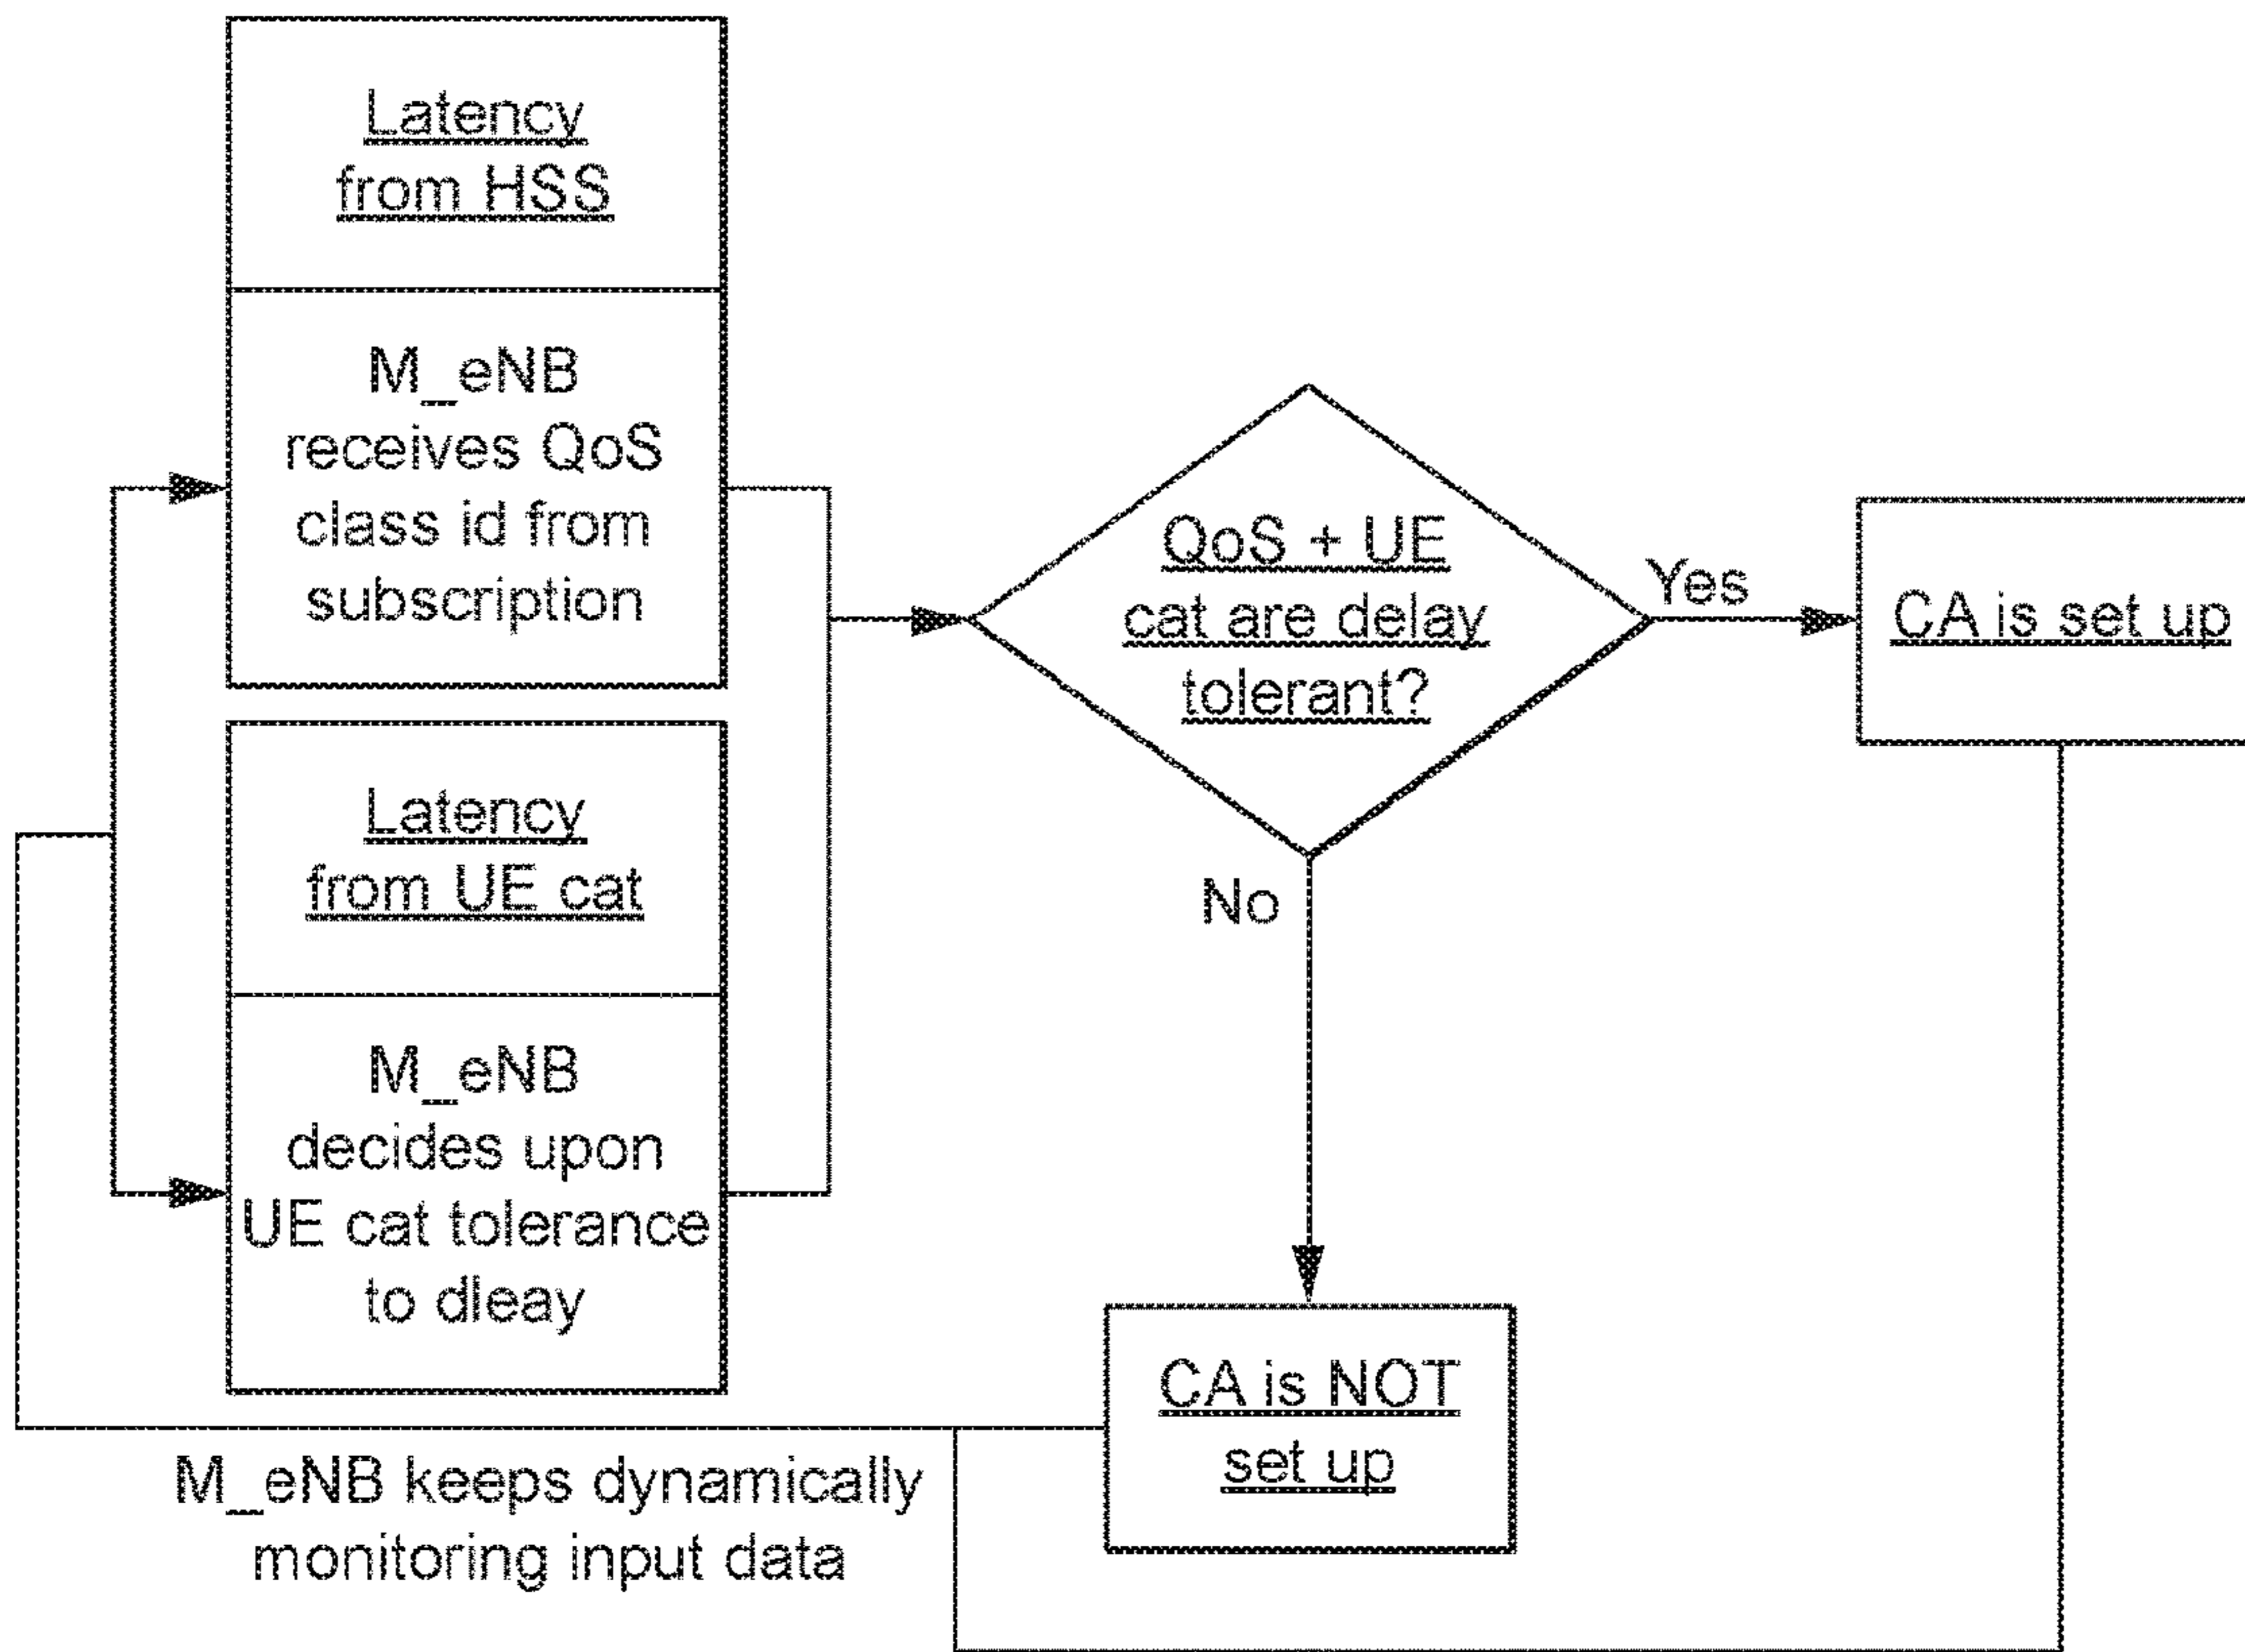 Latency
from HSS
M_eNB
receives QoS
class id from
subscription
Latency
from UE cat
M_eNB
decides upon
UE cat tolerance
to dleay
QoS + UE
cat are delay
tolerant?
Yes
CA is set up
No
CA is NOT
set up
M_eNB keeps dynamically
monitoring input data